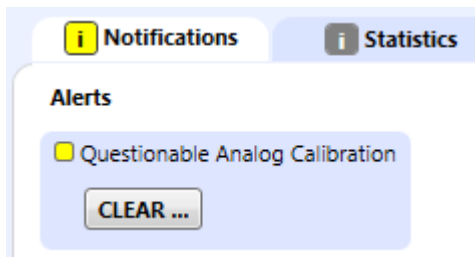 i Notifications i Statistics
Alerts
Questionable Analog Calibration
CLEAR ...